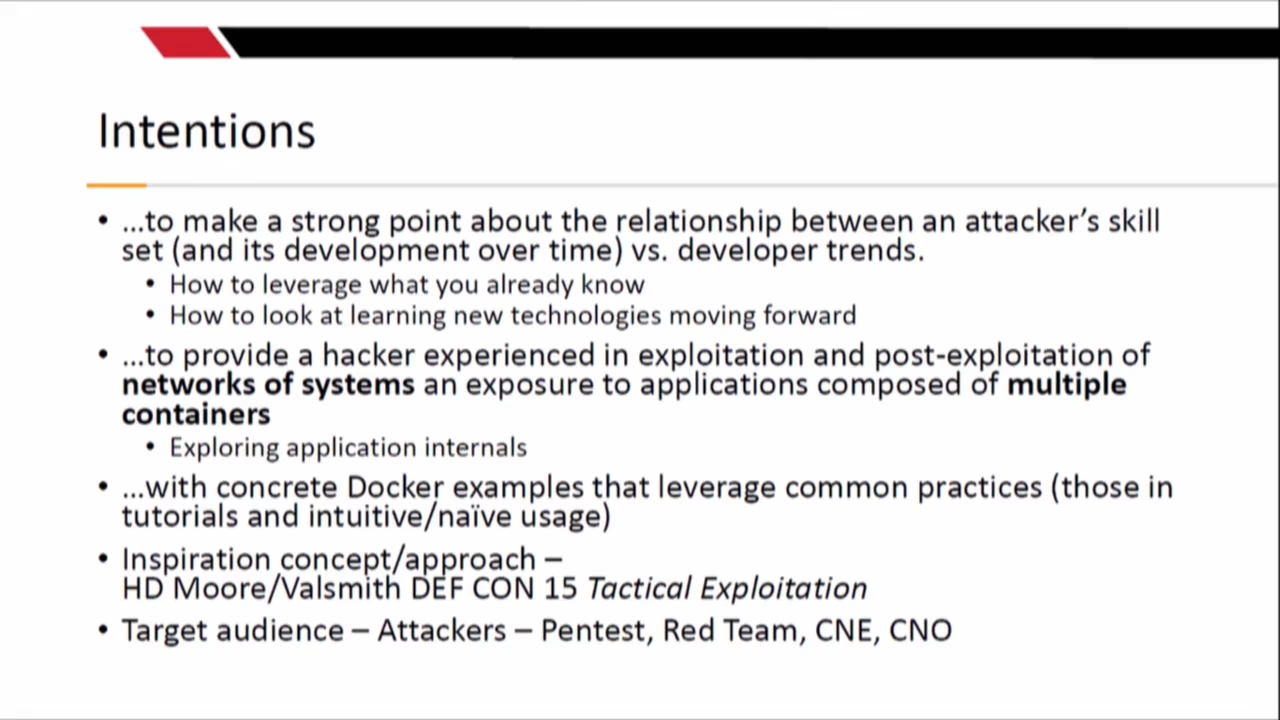 Intentions
• ...to make a strong point about the relationship between an attacker’s skill
set (and its development over time) vs. developer trends.
• How to leverage what you already know
• How to look at learning new technologies moving forward
• ...to provide a hacker experienced in exploitation and post-exploitation of
networks of systems an exposure to applications composed of multiple
containers
• Exploring application internals
• ...with concrete Docker examples that leverage common practices (those in
tutorials and intuitive/naïve usage)
• Inspiration concept/approach –
HD Moore/Valsmith DEF CON 15 Tactical Exploitation
• Target audience – Attackers – Pentest, Red Team, CNE, CNO